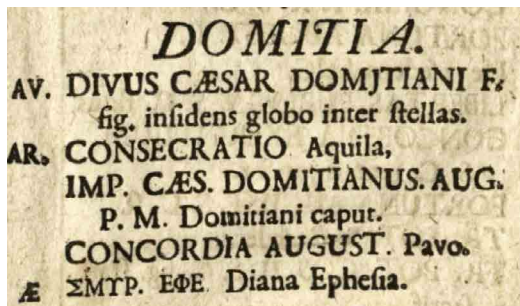 DOMITIA.
AV. DIVUS CÆSAR DOMJTIANI F.
fig. inſidens globo inter ſtellas.
AR. CONSECRATIO Aquila,
IMP. CÆS. DOMITIANUS. AUG.
P. M. Domitiani caput.
CONCORDIA AUGUST. Pavo.
Æ ΣΜΥΡ. ΕΦΕ. Diana Epheſia.